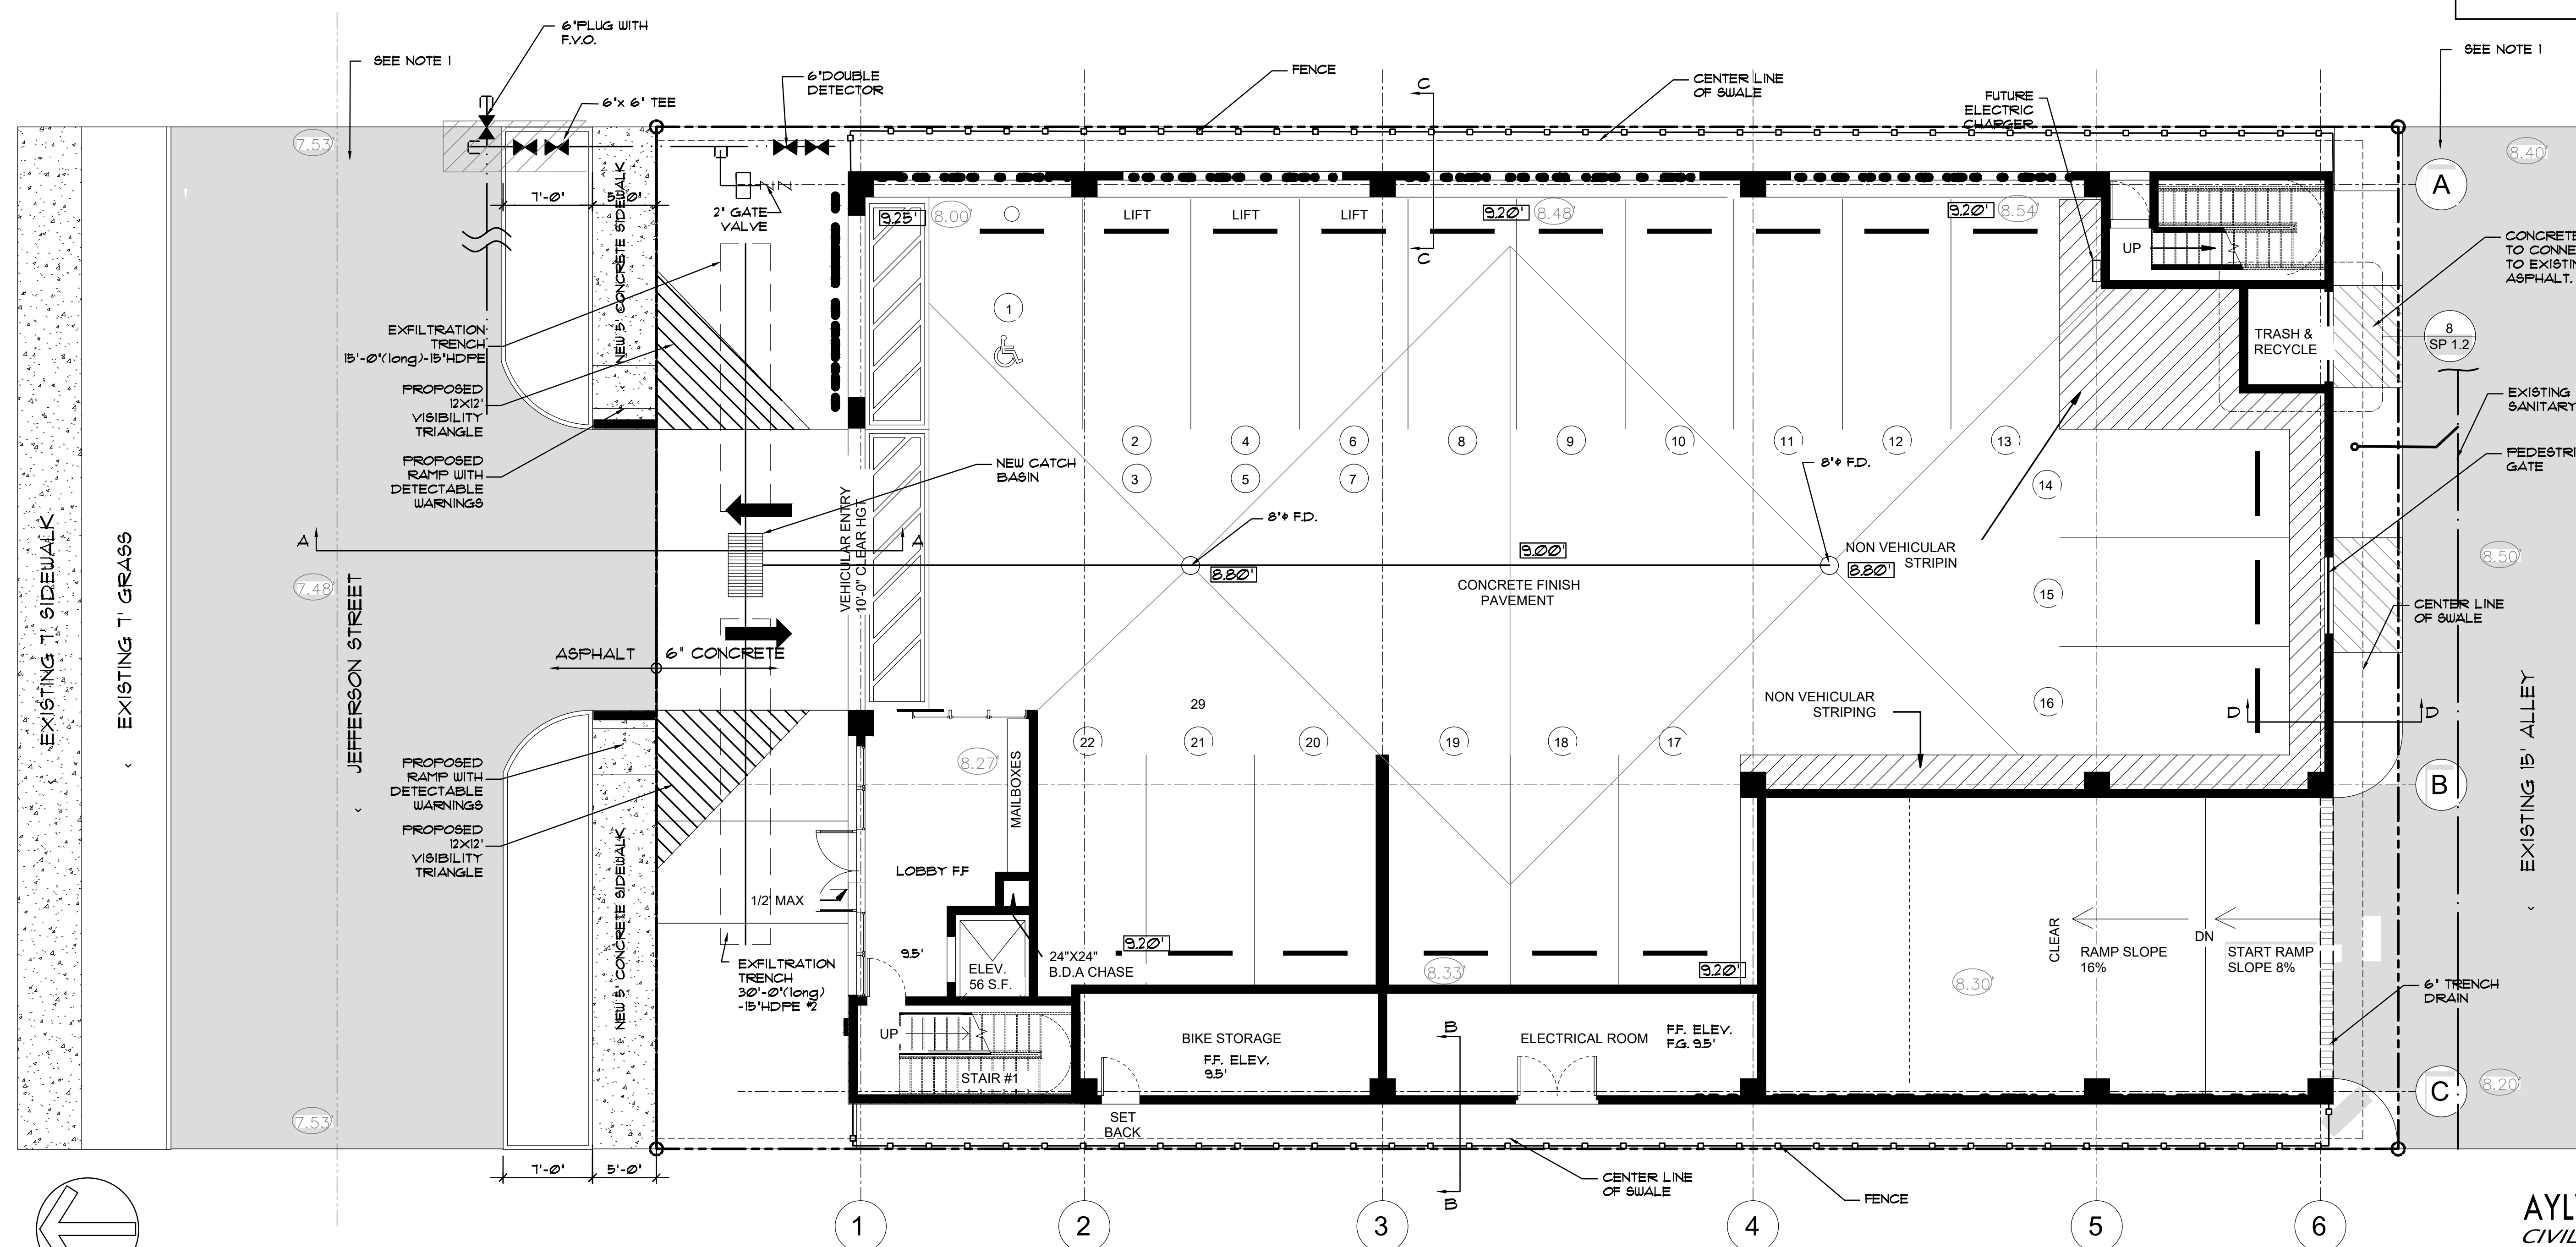 6"PLUG WITH
F.V.O.
SEE NOTE 1
6"x 6" TEE
6"DOUBLE
DETECTOR
FENCE
C
CENTER LINE
OF SWALE
FUTURE
ELECTRIC
CHARGER
SEE NOTE 1
7.53'
8.40'
7'-0"
5'-0"
NEW 5' CONCRETE SIDEWALK
2" GATE
VALVE
9.25'
8.00'
LIFT
LIFT
LIFT
C
9.20'
8.48'
9.20'
8.54'
UP
A
CONCRETE
TO CONNE
TO EXISTIN
ASPHALT.
EXFILTRATION
TRENCH
15'-0"(long)-15"HDPE
1
TRASH &
RECYCLE
8
SP 1.2
PROPOSED
12X12'
VISIBILITY
TRIANGLE
EXISTING
SANITARY
PROPOSED
RAMP WITH
DETECTABLE
WARNINGS
2
4
6
8
9
10
11
12
13
3
5
7
NEW CATCH
BASIN
8"φ F.D.
14
PEDESTRI
GATE
VEHICULAR ENTRY
10'-0" CLEAR HGT
8"φ F.D.
A
A
9.00'
NON VEHICULAR
STRIPIN
8.50'
EXISTING 7' SIDEWALK
EXISTING 7' GRASS
7.48'
JEFFERSON STREET
8.80'
CONCRETE FINISH
PAVEMENT
8.80'
15
CENTER LINE
OF SWALE
ASPHALT
6" CONCRETE
29
NON VEHICULAR
STRIPING
16
D
D
22
21
20
19
18
17
EXISTING 15' ALLEY
PROPOSED
RAMP WITH
DETECTABLE
WARNINGS
8.27'
MAILBOXES
B
PROPOSED
12X12'
VISIBILITY
TRIANGLE
NEW 5' CONCRETE SIDEWALK
LOBBY F.F
1/2' MAX
9.5'
ELEV.
56 S.F.
24"X24"
B.D.A CHASE
9.20'
8.33'
9.20'
8.30'
CLEAR
RAMP SLOPE
16%
DN
START RAMP
SLOPE 8%
EXFILTRATION
TRENCH
30'-0"(long)
-15"HDPE #2
6" TRENCH
DRAIN
UP
STAIR #1
BIKE STORAGE
F.F. ELEV.
9.5'
B
ELECTRICAL ROOM
F.F. ELEV.
F.G. 9.5'
C
8.20'
7.53'
SET
BACK
7'-0"
5'-0"
B
CENTER LINE
OF SWALE
FENCE
1
2
3
4
5
6
AYL
CIVIL